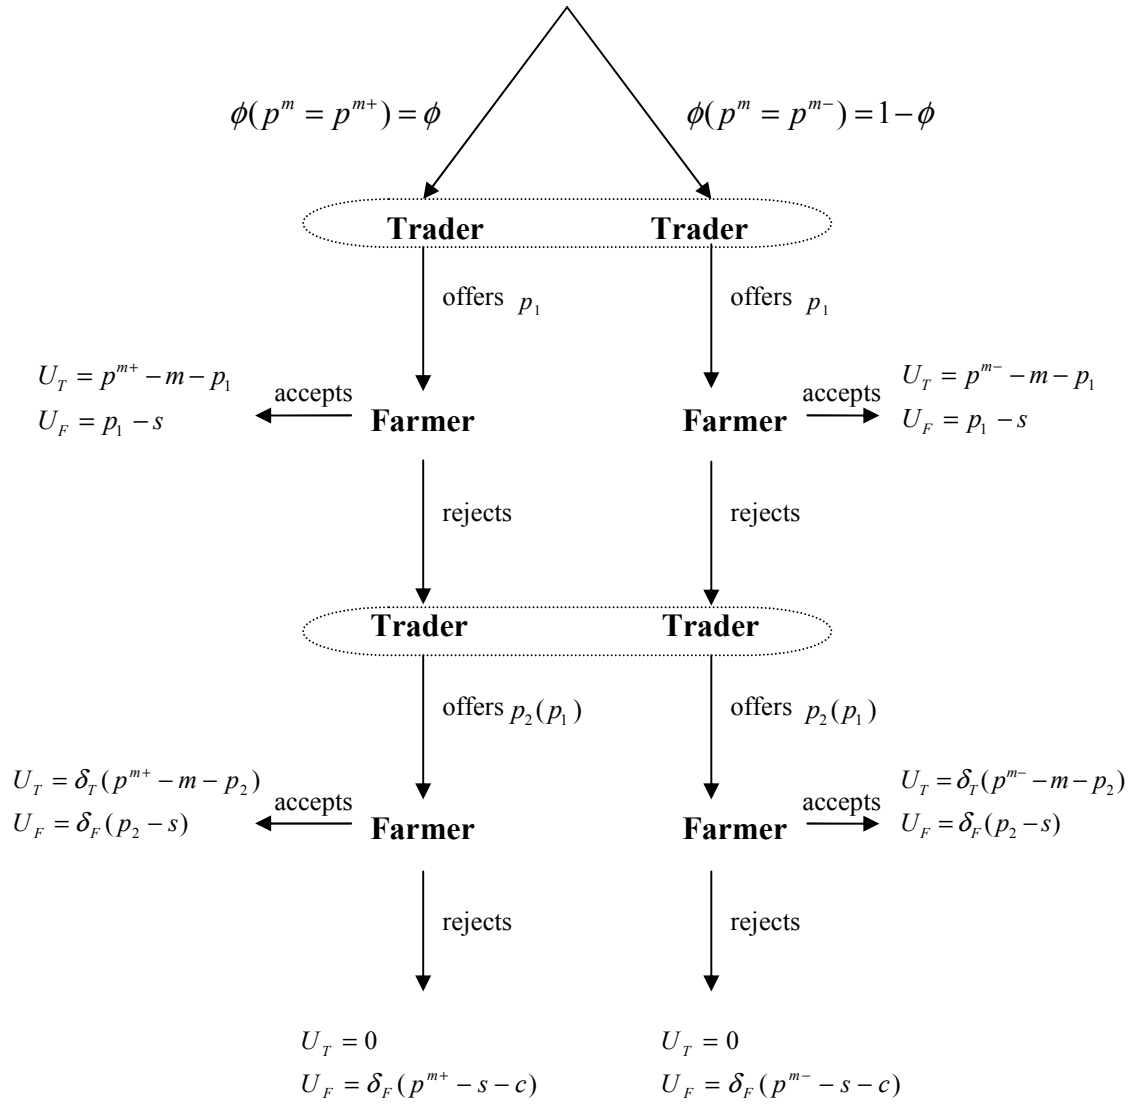 ϕ(p^m = p^{m+}) = ϕ ϕ(p^m = p^{m−}) = 1 − ϕ
Trader Trader
offers p_1 offers p_1
U_T = p^{m+} − m − p_1 accepts accepts U_T = p^{m−} − m − p_1
U_F = p_1 − s Farmer Farmer U_F = p_1 − s
rejects rejects
Trader Trader
offers p_2(p_1) offers p_2(p_1)
U_T = δ_T(p^{m+} − m − p_2) accepts accepts U_T = δ_T(p^{m−} − m − p_2)
U_F = δ_F(p_2 − s) Farmer Farmer U_F = δ_F(p_2 − s)
rejects rejects
U_T = 0 U_T = 0
U_F = δ_F(p^{m+} − s − c) U_F = δ_F(p^{m−} − s − c)